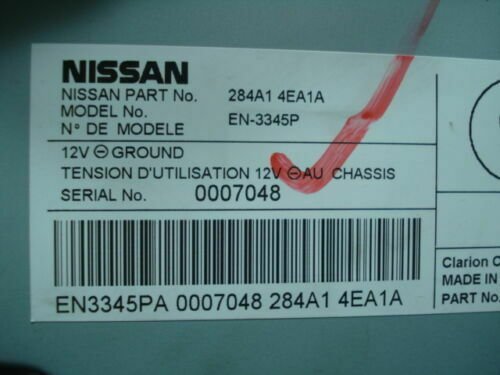 NISSAN
NISSAN PART No. 284A1 4EA1A
MODEL No.
N° DE MODELE EN-3345P
12V ⊖ GROUND
TENSION D'UTILISATION 12V ⊖ AU CHASSIS
SERIAL No. 0007048
EN3345PA 0007048 284A1 4EA1A
Clarion C
MADE IN
PART No.